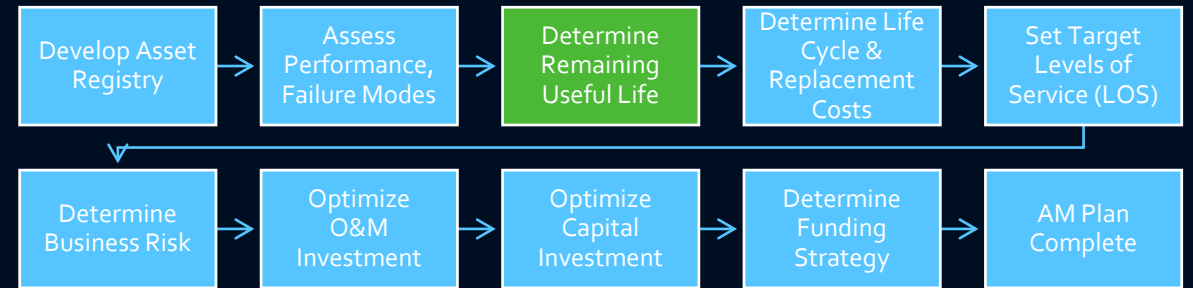 Develop Asset
Registry
Assess
Performance,
Failure Modes
Determine
Remaining
Useful Life
Determine Life
Cycle &
Replacement
Costs
Set Target
Levels of
Service (LOS)
Determine
Business Risk
Optimize
O&M
Investment
Optimize
Capital
Investment
Determine
Funding
Strategy
AM Plan
Complete